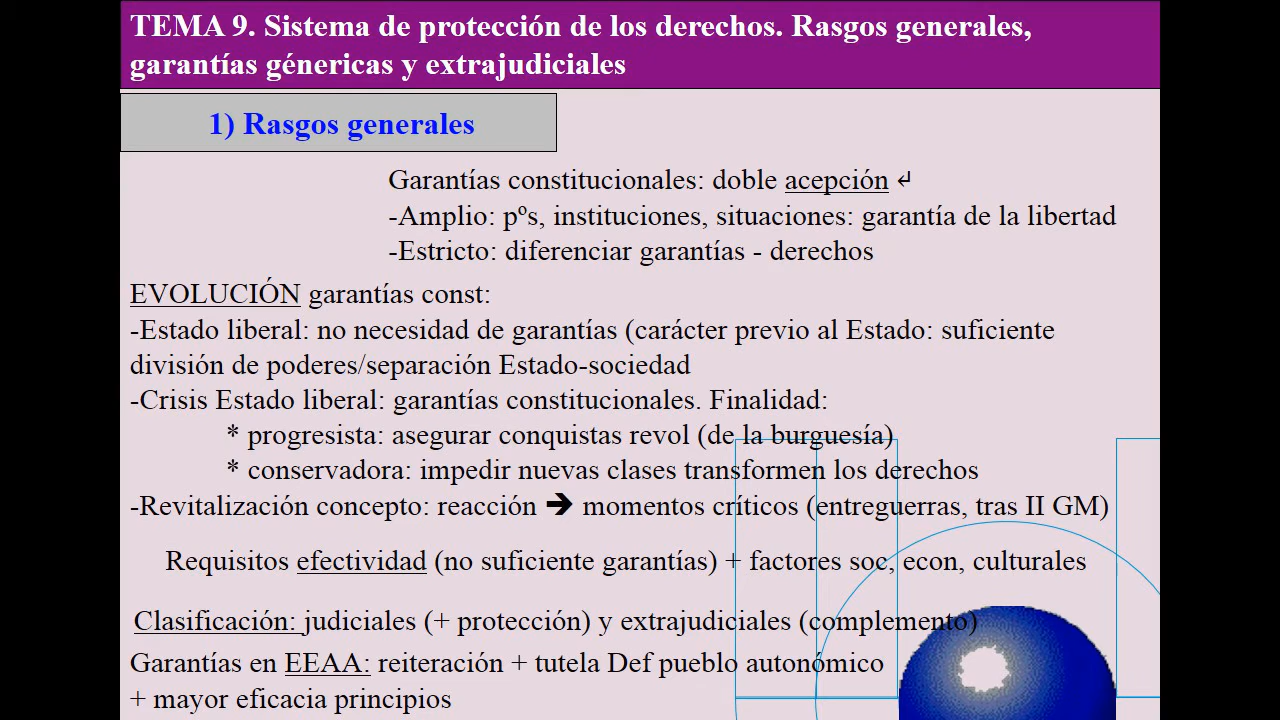 TEMA 9. Sistema de protección de los derechos. Rasgos generales,
garantías génericas y extrajudiciales
1) Rasgos generales
Garantías constitucionales: doble acepción ↲
-Amplio: pºs, instituciones, situaciones: garantía de la libertad
-Estricto: diferenciar garantías - derechos
EVOLUCIÓN garantías const:
-Estado liberal: no necesidad de garantías (carácter previo al Estado: suficiente
división de poderes/separación Estado-sociedad
-Crisis Estado liberal: garantías constitucionales. Finalidad:
* progresista: asegurar conquistas revol (de la burguesía)
* conservadora: impedir nuevas clases transformen los derechos
-Revitalización concepto: reacción ➔ momentos críticos (entreguerras, tras II GM)
Requisitos efectividad (no suficiente garantías) + factores soc, econ, culturales
Clasificación: judiciales (+ protección) y extrajudiciales (complemento)
Garantías en EEAA: reiteración + tutela Def pueblo autonómico
+ mayor eficacia principios